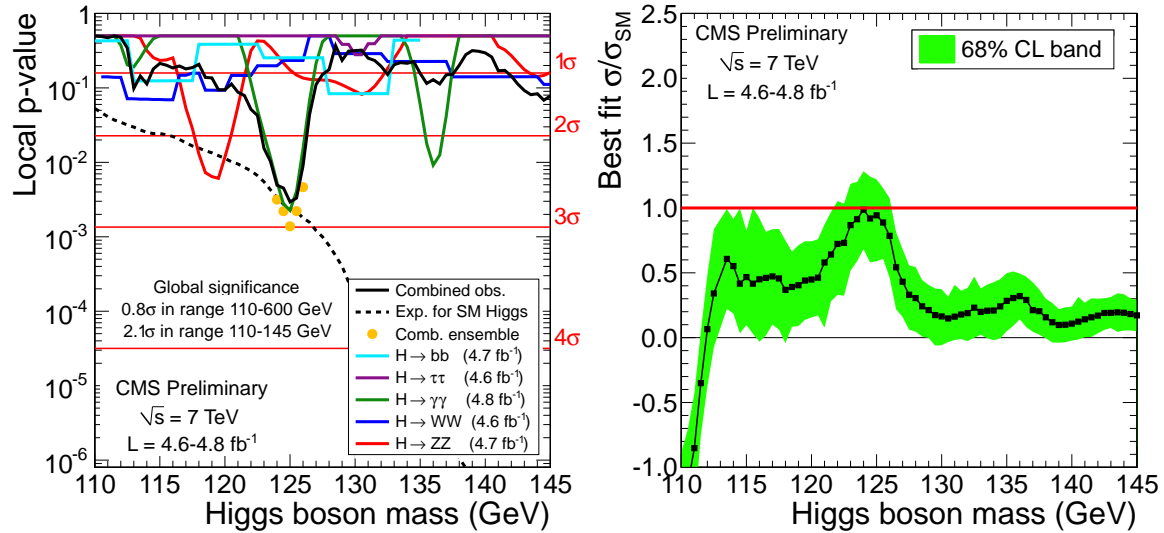 Local p-value
1
10⁻¹
10⁻²
10⁻³
10⁻⁴
10⁻⁵
10⁻⁶
1σ
2σ
3σ
4σ
Global significance
0.8σ in range 110-600 GeV
2.1σ in range 110-145 GeV
CMS Preliminary
√s = 7 TeV
L = 4.6-4.8 fb⁻¹
Combined obs.
Exp. for SM Higgs
Comb. ensemble
H → bb (4.7 fb⁻¹)
H → ττ (4.6 fb⁻¹)
H → γγ (4.8 fb⁻¹)
H → WW (4.6 fb⁻¹)
H → ZZ (4.7 fb⁻¹)
110 115 120 125 130 135 140 145
Higgs boson mass (GeV)
Best fit σ/σSM
2.5
2.0
1.5
1.0
0.5
0.0
-0.5
-1.0
CMS Preliminary
√s = 7 TeV
L = 4.6-4.8 fb⁻¹
68% CL band
110 115 120 125 130 135 140 145
Higgs boson mass (GeV)